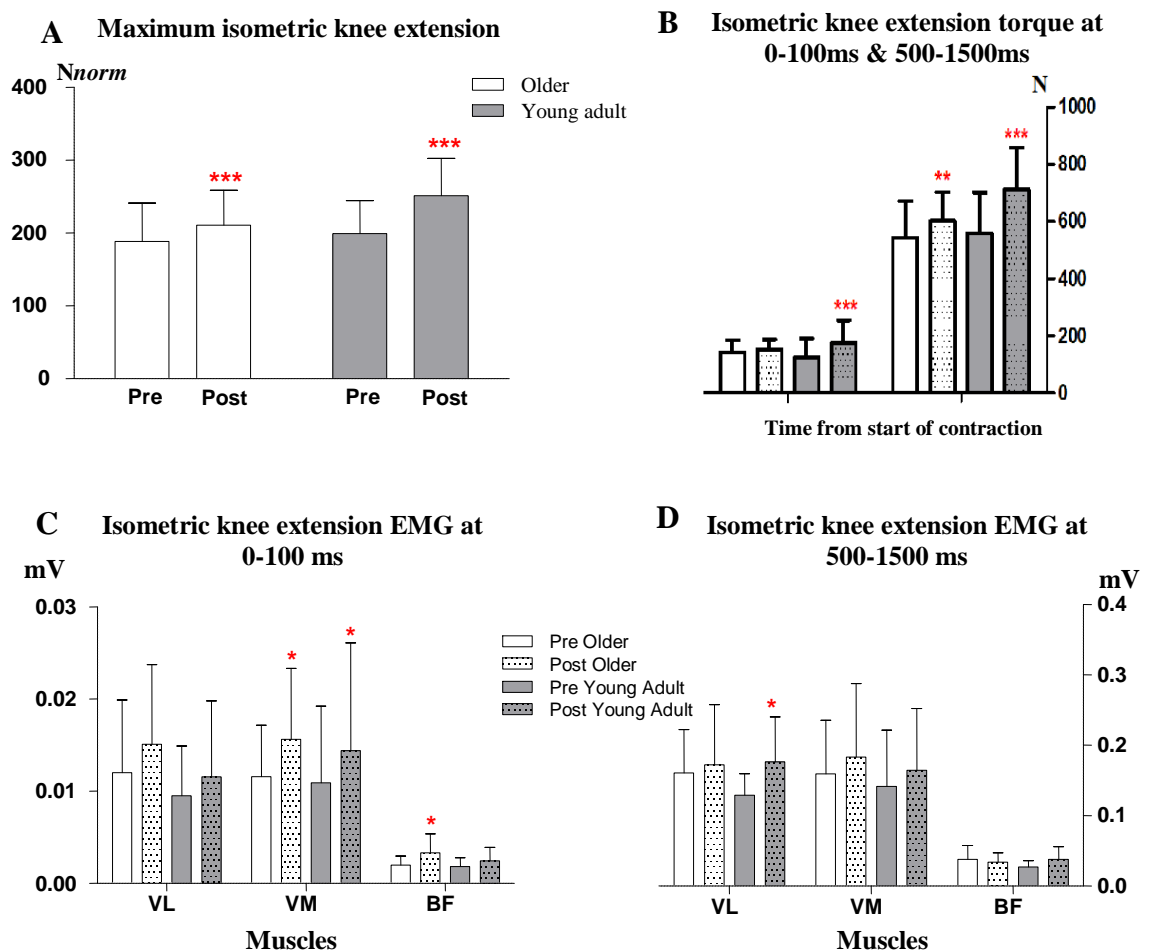 A Maximum isometric knee extension
Nnorm
400
300
200
100
0
***
***
Older
Young adult
Pre Post Pre Post
B Isometric knee extension torque at
0-100ms & 500-1500ms
N
1000
800
600
400
200
0
***
**
***
Time from start of contraction
C Isometric knee extension EMG at
0-100 ms
mV
0.03
0.02
0.01
0.00
*
*
*
VL VM BF
Muscles
Pre Older
Post Older
Pre Young Adult
Post Young Adult
D Isometric knee extension EMG at
500-1500 ms
mV
0.4
0.3
0.2
0.1
0.0
*
VL VM BF
Muscles